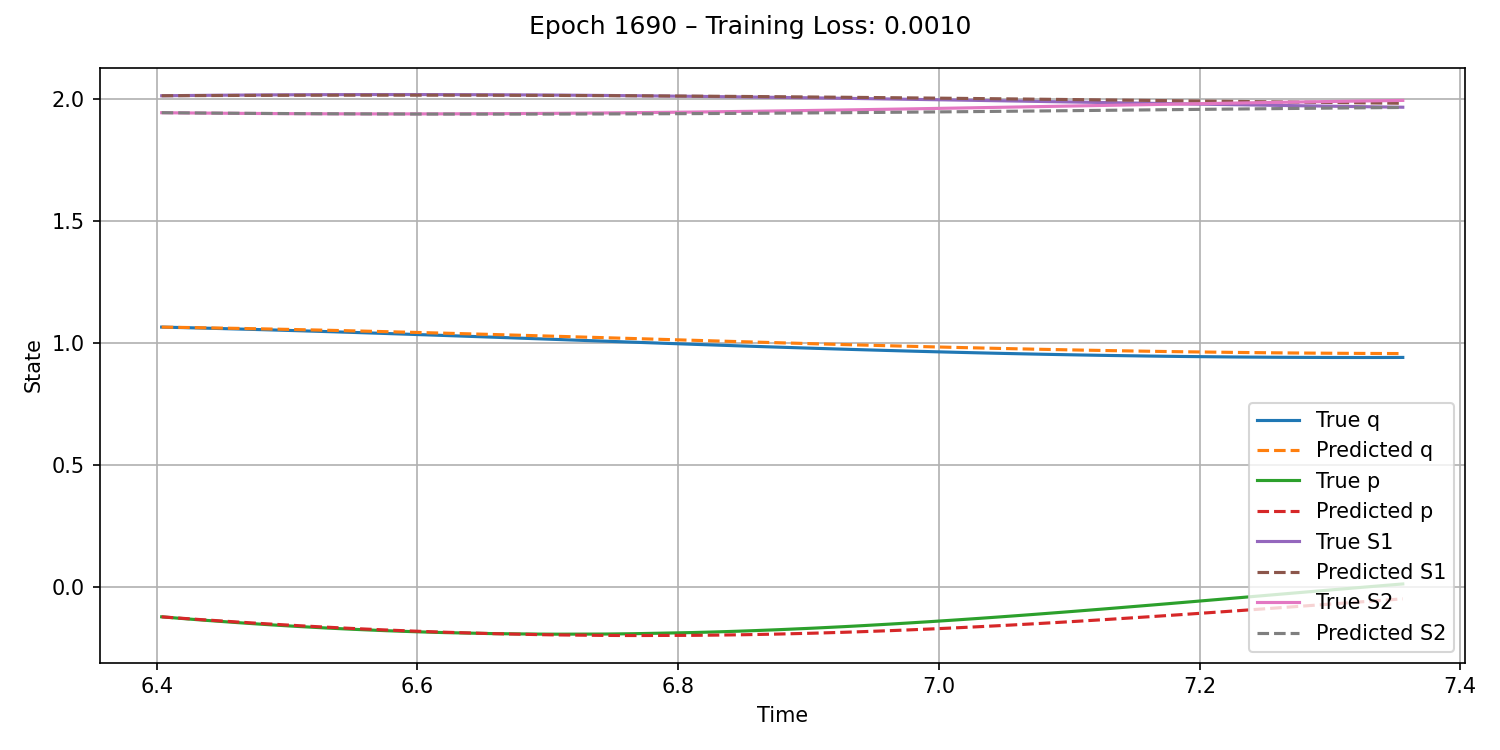 Epoch 1690 – Training Loss: 0.0010
2.0
1.5
1.0
0.5
0.0
State
6.4
6.6
6.8
7.0
7.2
7.4
Time
True q
Predicted q
True p
Predicted p
True S1
Predicted S1
True S2
Predicted S2